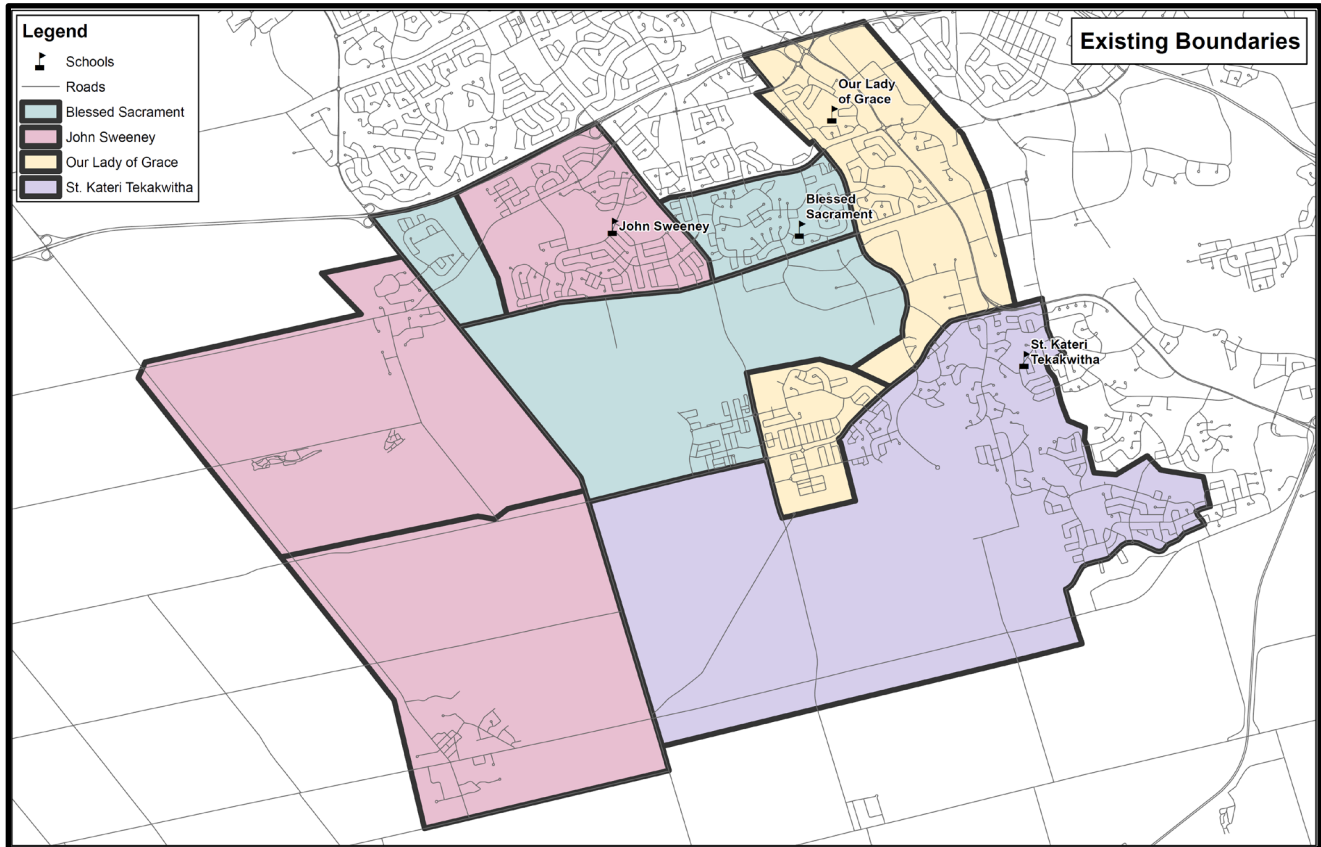 Legend
Schools
Roads
Blessed Sacrament
John Sweeney
Our Lady of Grace
St. Kateri Tekakwitha
Existing Boundaries
Our Lady
of Grace
Blessed
Sacrament
John Sweeney
St. Kateri
Tekakwitha